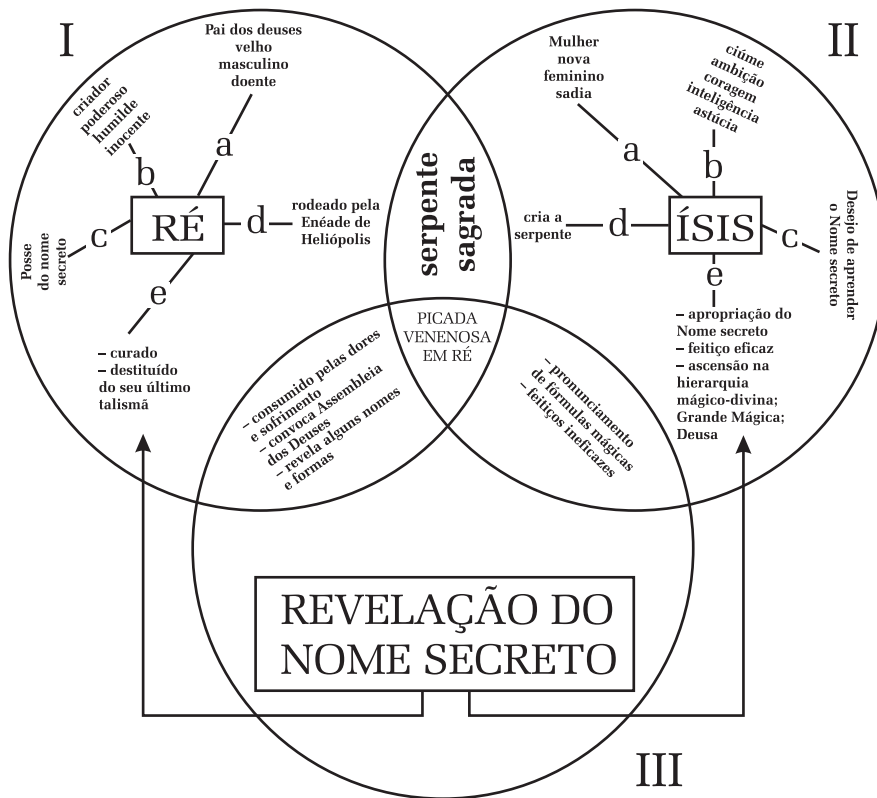 I
Pai dos deuses
velho
masculino
doente
criador
poderoso
humilde
inocente
a
b
c
d
e
RÉ
Posse
do nome
secreto
rodeado pela
Enéade de
Heliópolis
– curado
– destituído
do seu último
talismã
II
Mulher
nova
feminino
sadia
ciúme
ambição
coragem
inteligência
astúcia
a
b
c
d
e
ÍSIS
cria a
serpente
Desejo de aprender
o Nome secreto
– apropriação do
Nome secreto
– feitiço eficaz
– ascensão na
hierarquia
mágico-divina;
Grande Mágica;
Deusa
serpente
sagrada
PICADA
VENENOSA
EM RÉ
– consumido pelas dores
e sofrimento
– convoca Assembleia
dos Deuses
– revela alguns nomes
e formas
– pronunciamento
de fórmulas mágicas
– feitiços ineficazes
REVELAÇÃO DO
NOME SECRETO
III